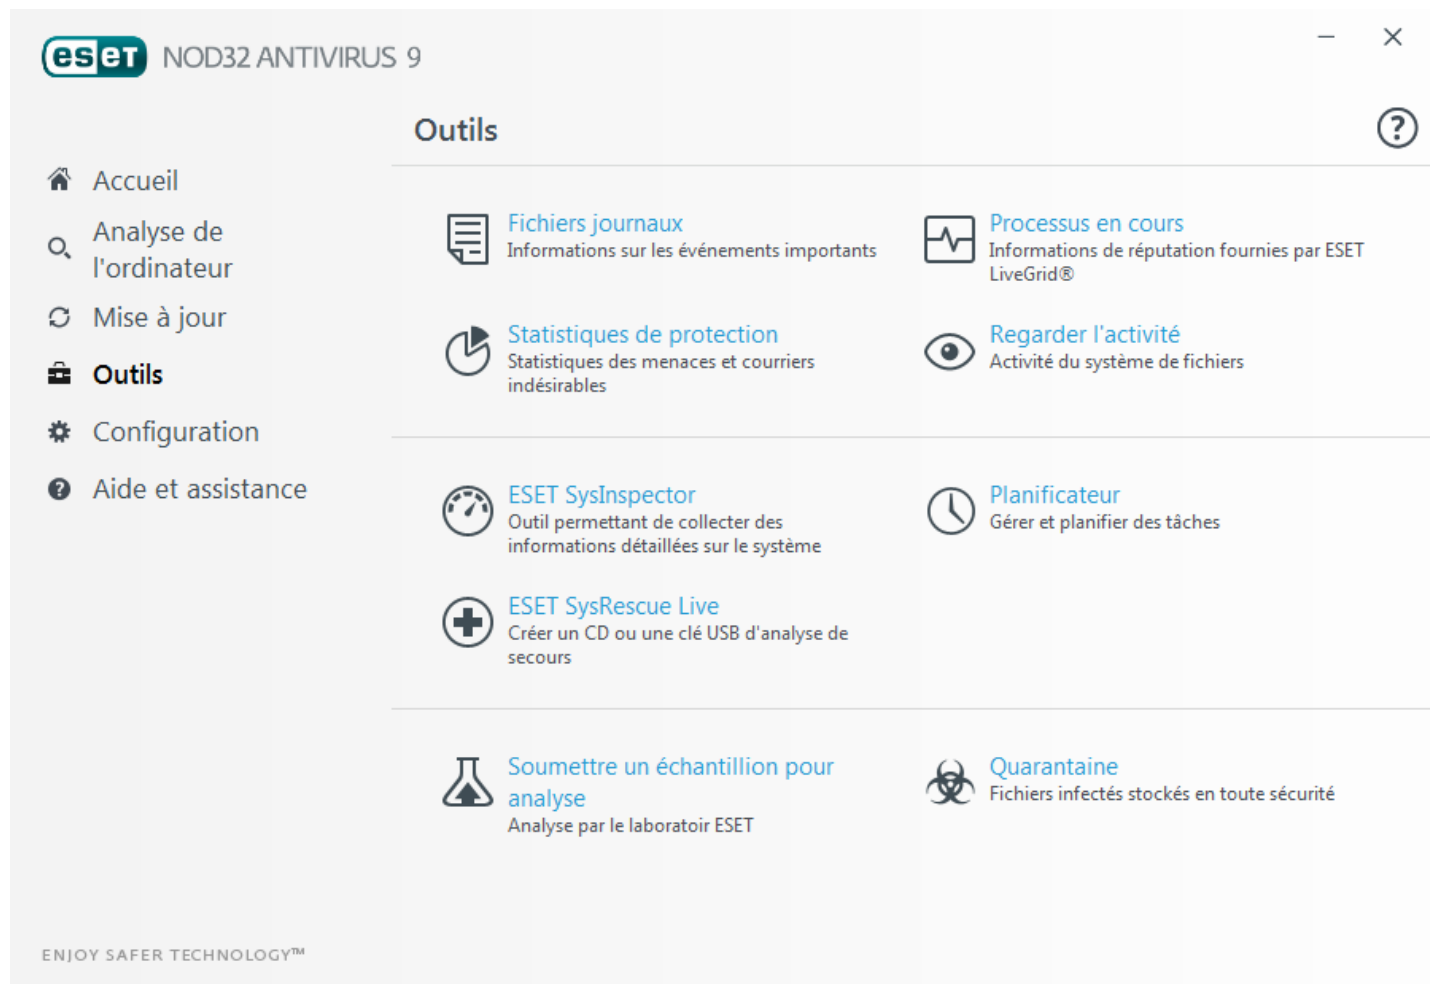 eset NOD32 ANTIVIRUS 9
Outils
?
Accueil
Analyse de
l'ordinateur
Mise à jour
Outils
Configuration
? Aide et assistance
Fichiers journaux
Informations sur les événements importants
Processus en cours
Informations de réputation fournies par ESET
LiveGrid®
Statistiques de protection
Statistiques des menaces et courriers
indésirables
Regarder l'activité
Activité du système de fichiers
ESET SysInspector
Outil permettant de collecter des
informations détaillées sur le système
Planificateur
Gérer et planifier des tâches
ESET SysRescue Live
Créer un CD ou une clé USB d'analyse de
secours
Soumettre un échantillion pour
analyse
Analyse par le laboratoir ESET
Quarantaine
Fichiers infectés stockés en toute sécurité
ENJOY SAFER TECHNOLOGY™